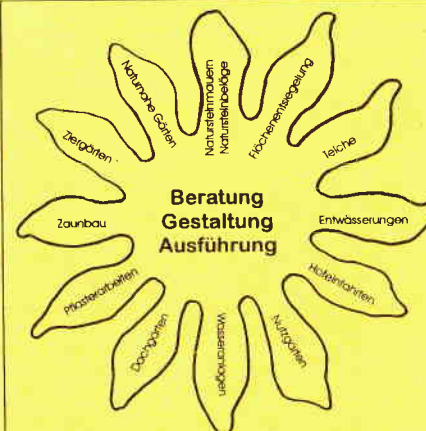 Natursteinmauern
Natursteinbeläge
Flächenentsiegelung
Teiche
Entwässerungen
Hofeinfahrten
Nutzgärten
Wasseranlagen
Dachgärten
Pflasterarbeiten
Zaunbau
Ziergärten
Naturnahe Gärten
Beratung
Gestaltung
Ausführung